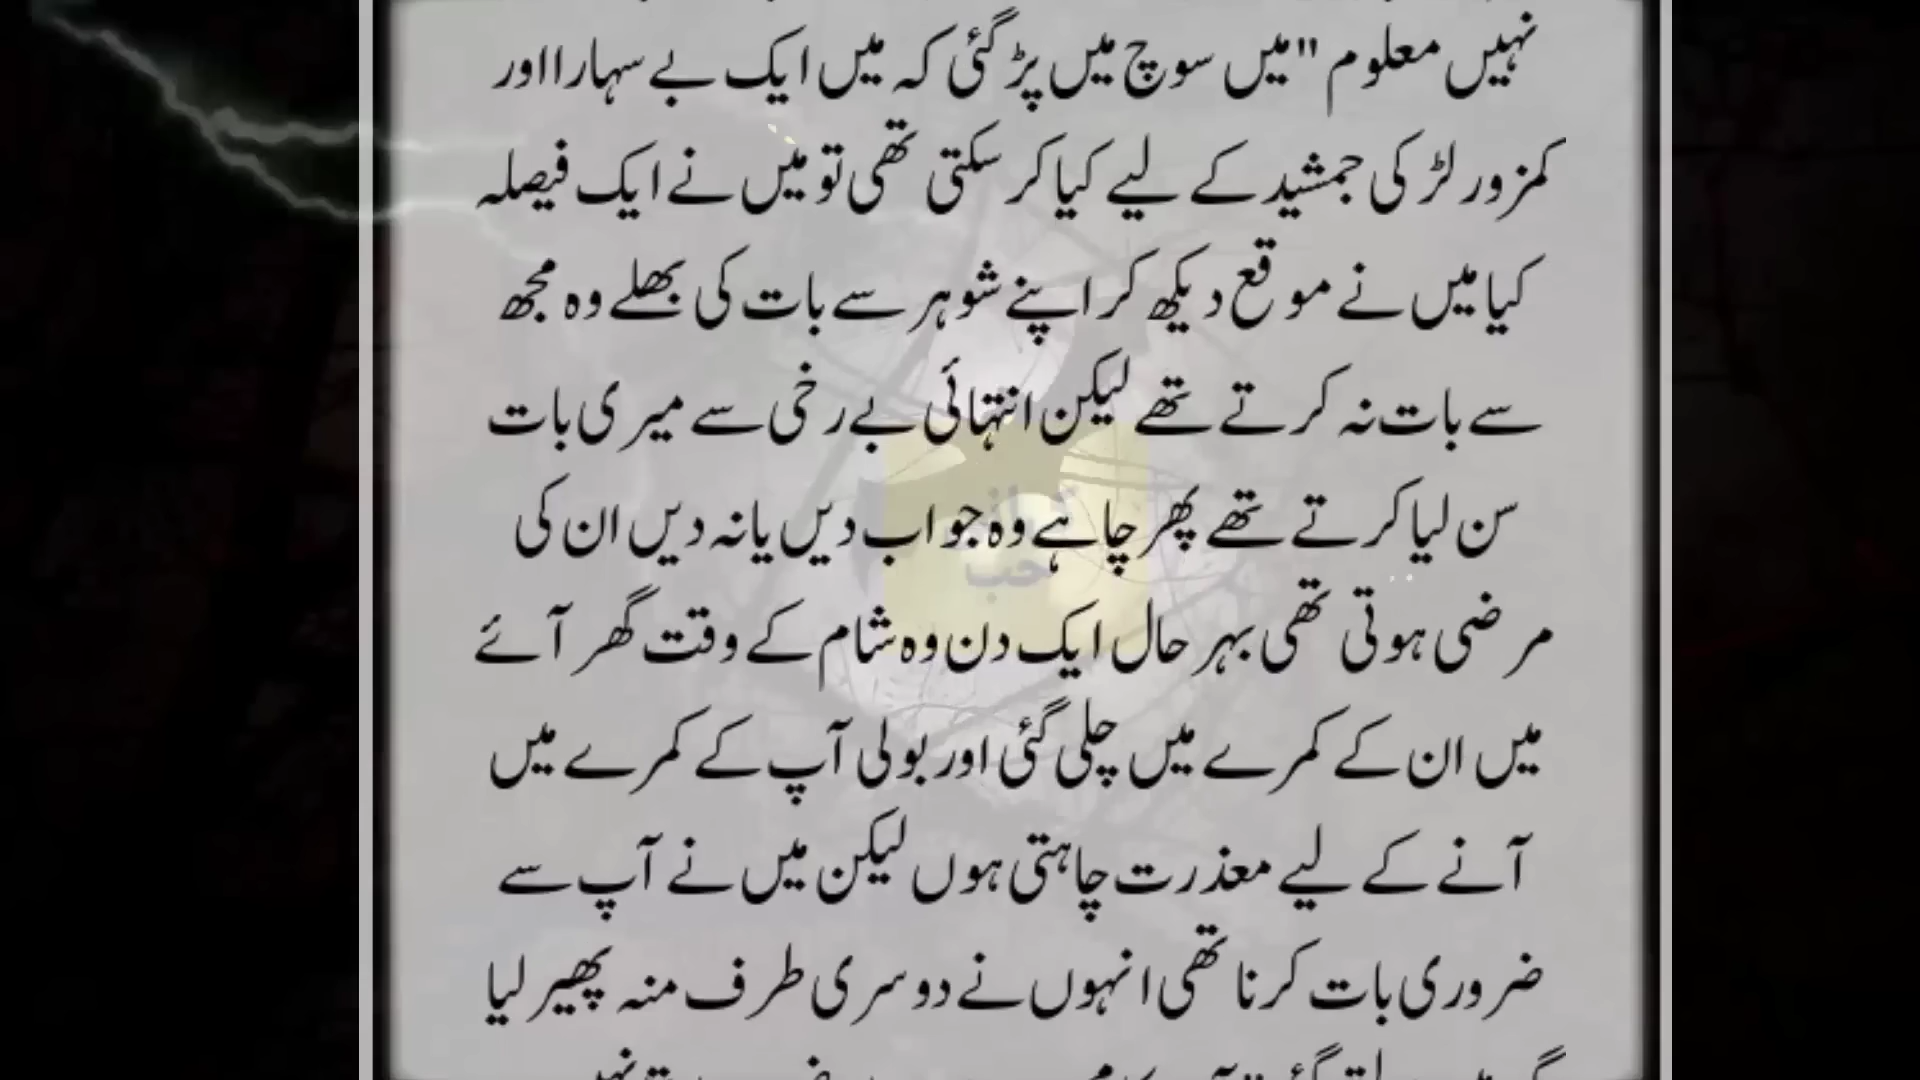 نہیں معلوم "میں سوچ میں پڑ گئی کہ میں ایک بے سہارا اور
کمزور لڑکی جمشید کے لیے کیا کر سکتی تھی تو میں نے ایک فیصلہ
کیا میں نے موقع دیکھ کر اپنے شوہر سے بات کی بھلے وہ مجھ
سے بات نہ کرتے تھے لیکن انتہائی بے رخی سے میری بات
سن لیا کرتے تھے پھر چاہے وہ جواب دیں یا نہ دیں ان کی
مرضی ہوتی تھی بہر حال ایک دن وہ شام کے وقت گھر آئے
میں ان کے کمرے میں چلی گئی اور بولی آپ کے کمرے میں
آنے کے لیے معذرت چاہتی ہوں لیکن میں نے آپ سے
ضروری بات کرنا تھی انہوں نے دوسری طرف منہ پھیر لیا